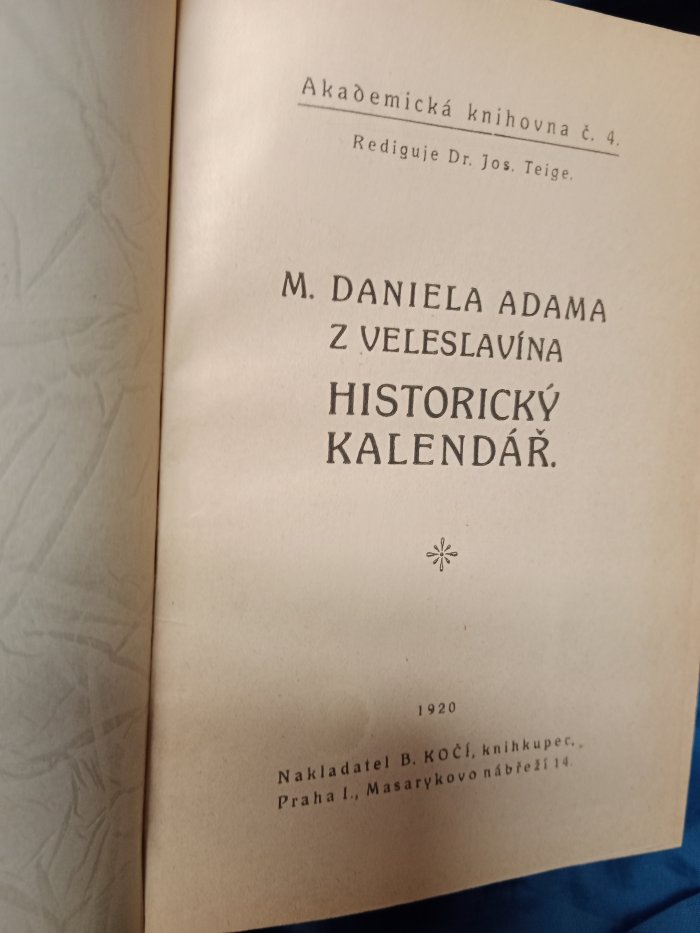 Akademická knihovna č. 4.
Rediguje Dr. Jos. Teige.
M. DANIELA ADAMA
Z VELESLAVÍNA
HISTORICKÝ
KALENDÁŘ.
1920
Nakladatel B. KOČÍ, knihkupec,
Praha I., Masarykovo nábřeží 14.